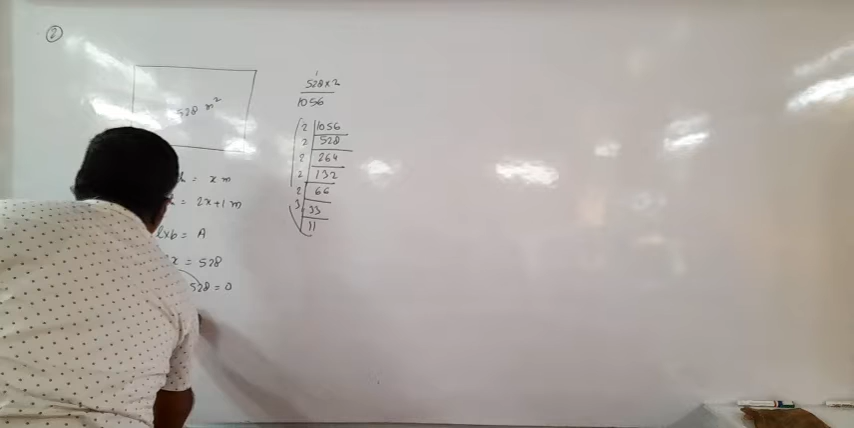 2
528 m²
= x m
= 2x+1 m
l×b = A
x = 528
528 = 0
1
528×2
1056
2 | 1056
2 | 528
2 | 264
2 | 132
2 | 66
3 | 33
11